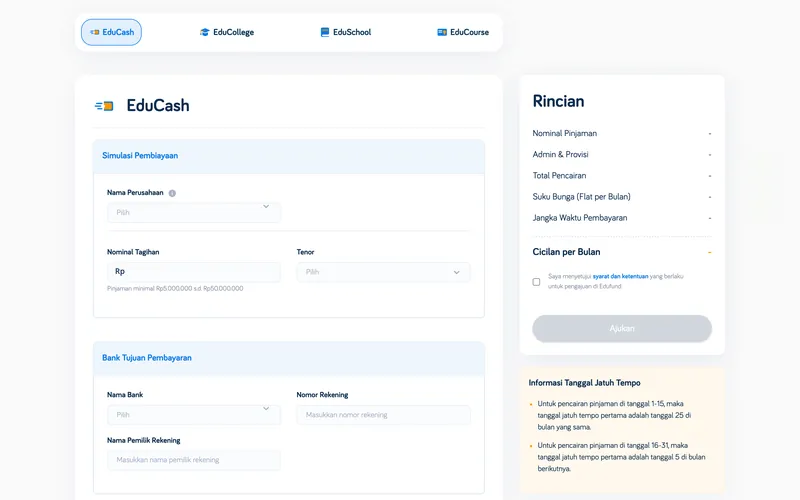 EduCash
EduCollege
EduSchool
EduCourse
EduCash
Simulasi Pembiayaan
Nama Perusahaan
Pilih
Nominal Tagihan
Tenor
Rp
Pilih
Pinjaman minimal Rp5.000.000 s.d. Rp50.000.000
Bank Tujuan Pembayaran
Nama Bank
Nomor Rekening
Pilih
Masukkan nomor rekening
Nama Pemilik Rekening
Masukkan nama pemilik rekening
Rincian
Nominal Pinjaman -
Admin & Provisi -
Total Pencairan -
Suku Bunga (Flat per Bulan) -
Jangka Waktu Pembayaran -
Cicilan per Bulan -
Saya menyetujui syarat dan ketentuan yang berlaku
untuk pengajuan di Edufund
Ajukan
Informasi Tanggal Jatuh Tempo
• Untuk pencairan pinjaman di tanggal 1-15, maka
tanggal jatuh tempo pertama adalah tanggal 25 di
bulan yang sama.
• Untuk pencairan pinjaman di tanggal 16-31, maka
tanggal jatuh tempo pertama adalah tanggal 5 di bulan
berikutnya.